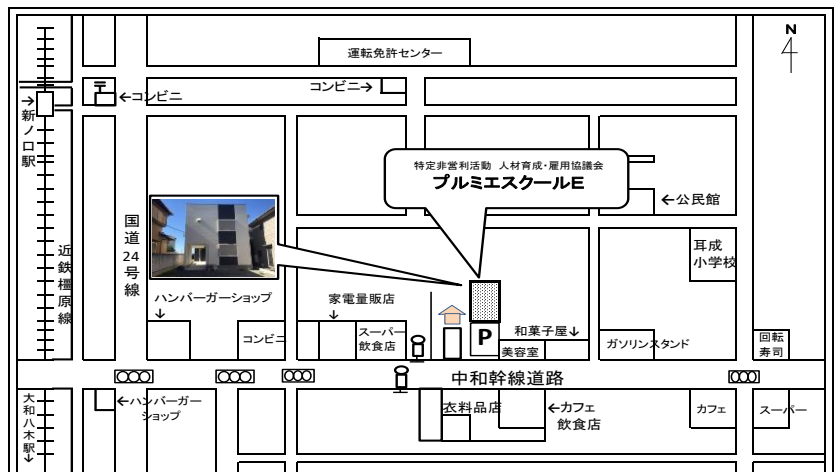 運転免許センター
N
コンビニ→
←コンビニ
→
新ノ口駅
特定非営利活動 人材育成・雇用協議会
プルミエスクールE
←公民館
国道24号線
近鉄橿原線
耳成
小学校
ハンバーガーショップ
↓
家電量販店
↓
コンビニ
スーパー
飲食店
P
和菓子屋↓
美容室
ガソリンスタンド
回転
寿司
中和幹線道路
大和八木駅↓
←ハンバーガー
ショップ
衣料品店
←カフェ
飲食店
カフェ
スーパー